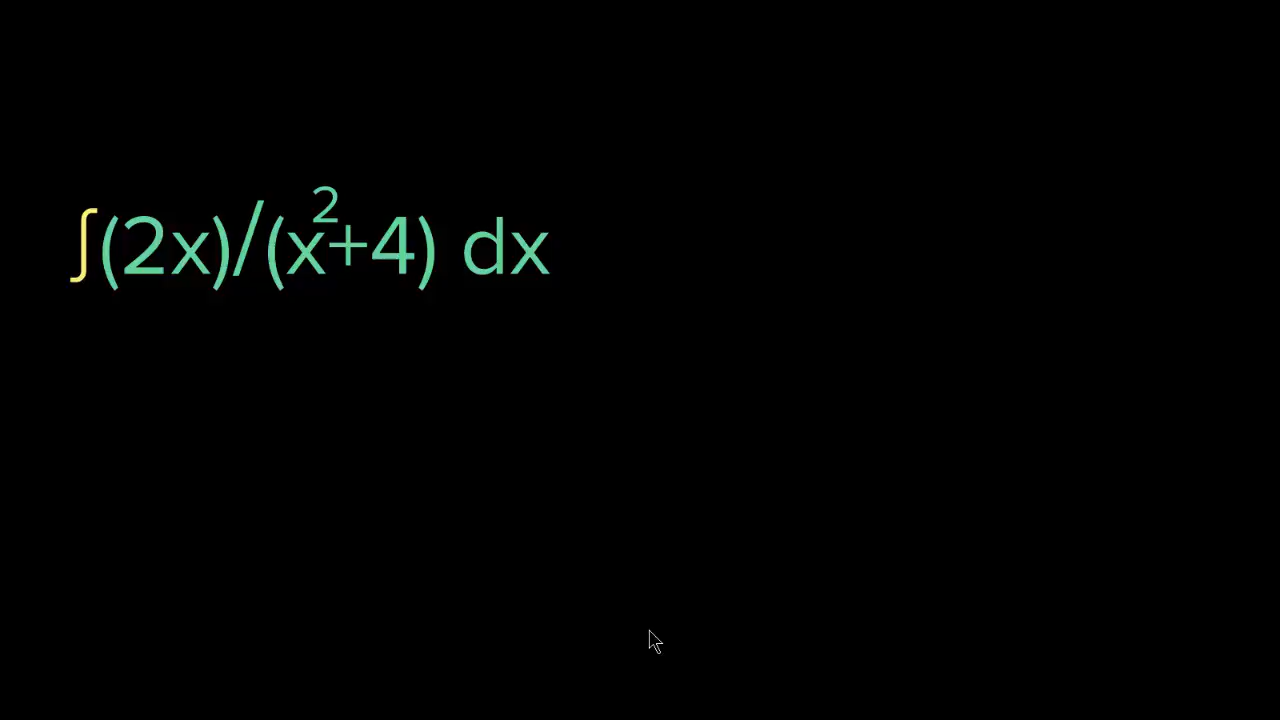 ∫(2x)/(x²+4) dx